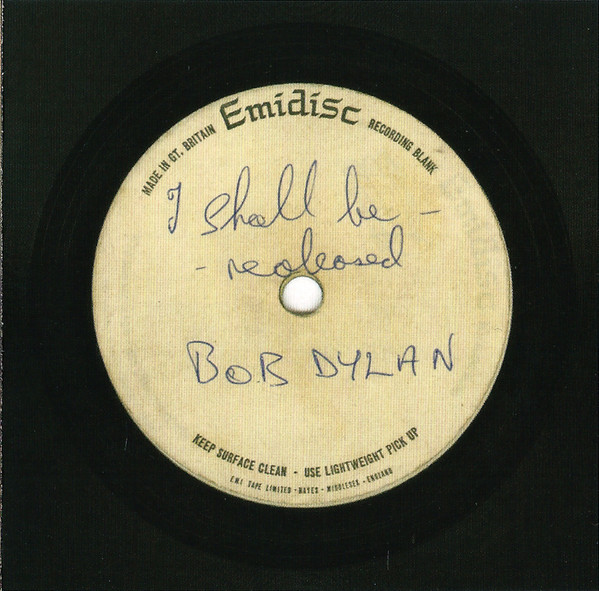 Emidisc
MADE IN GT. BRITAIN
RECORDING BLANK
I shall be -
- released
BOB DYLAN
KEEP SURFACE CLEAN - USE LIGHTWEIGHT PICK UP
E.M.I TAPE LIMITED - HAYES - MIDDLESEX - ENGLAND